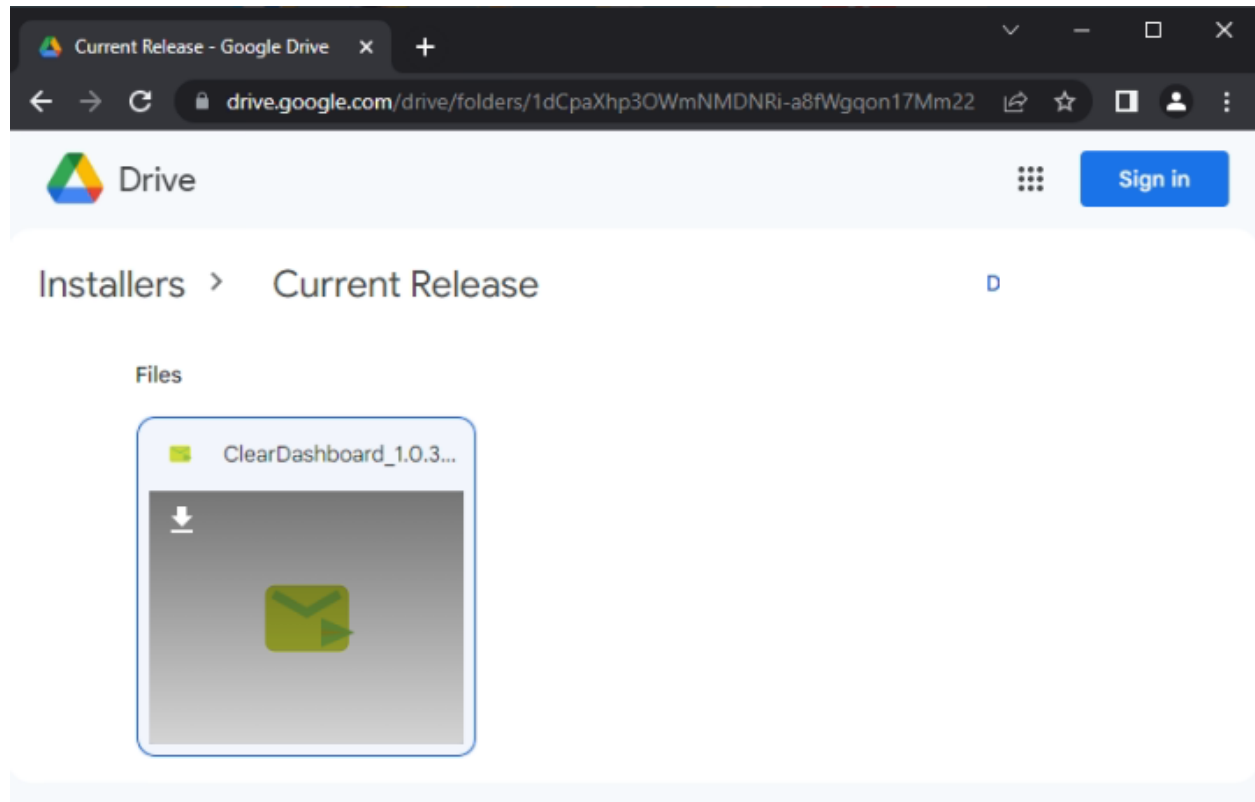 Current Release - Google Drive
drive.google.com/drive/folders/1dCpaXhp3OWmNMDNRi-a8fWgqon17Mm22
Drive
Sign in
Installers > Current Release
D
Files
ClearDashboard_1.0.3...